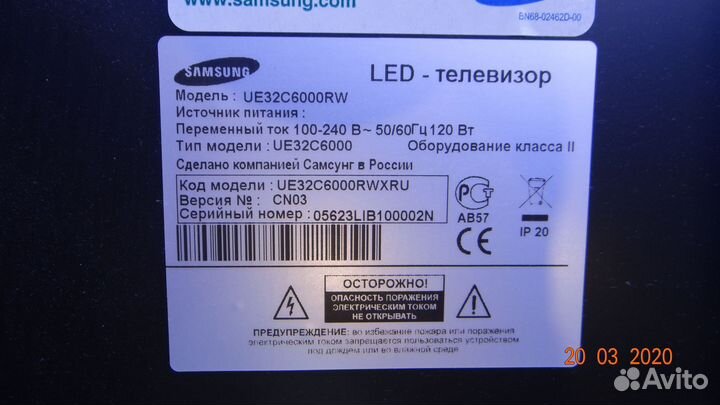 www.samsung.com
BN68-02462D-00
SAMSUNG
LED - телевизор
Модель : UE32C6000RW
Источник питания :
Переменный ток 100-240 В~ 50/60Гц 120 Вт
Тип модели : UE32C6000 Оборудование класса II
Сделано компанией Самсунг в России
Код модели : UE32C6000RWXRU
Версия № : CN03
Серийный номер : 05623LIB100002N
АВ57
IP 20
CE
ОСТОРОЖНО!
ОПАСНОСТЬ ПОРАЖЕНИЯ
ЭЛЕКТРИЧЕСКИМ ТОКОМ
НЕ ОТКРЫВАТЬ
ПРЕДУПРЕЖДЕНИЕ: во избежание пожара или поражения
электрическим током запрещается пользоваться устройством
под дождем или во влажной среде
20 03 2020
Avito